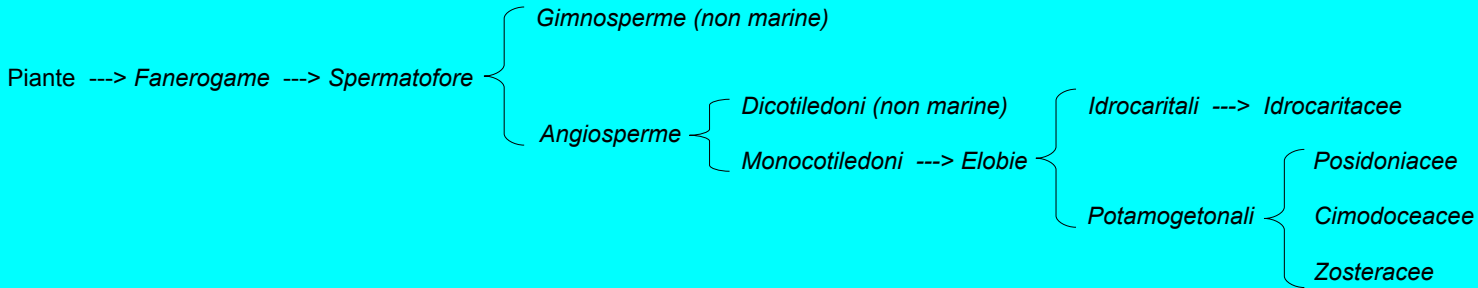 Gimnosperme (non marine)
Piante ---> Fanerogame ---> Spermatofore
Dicotiledoni (non marine)
Idrocaritali ---> Idrocaritacee
Angiosperme
Monocotiledoni ---> Elobie
Posidoniacee
Potamogetonali
Cimodoceacee
Zosteracee